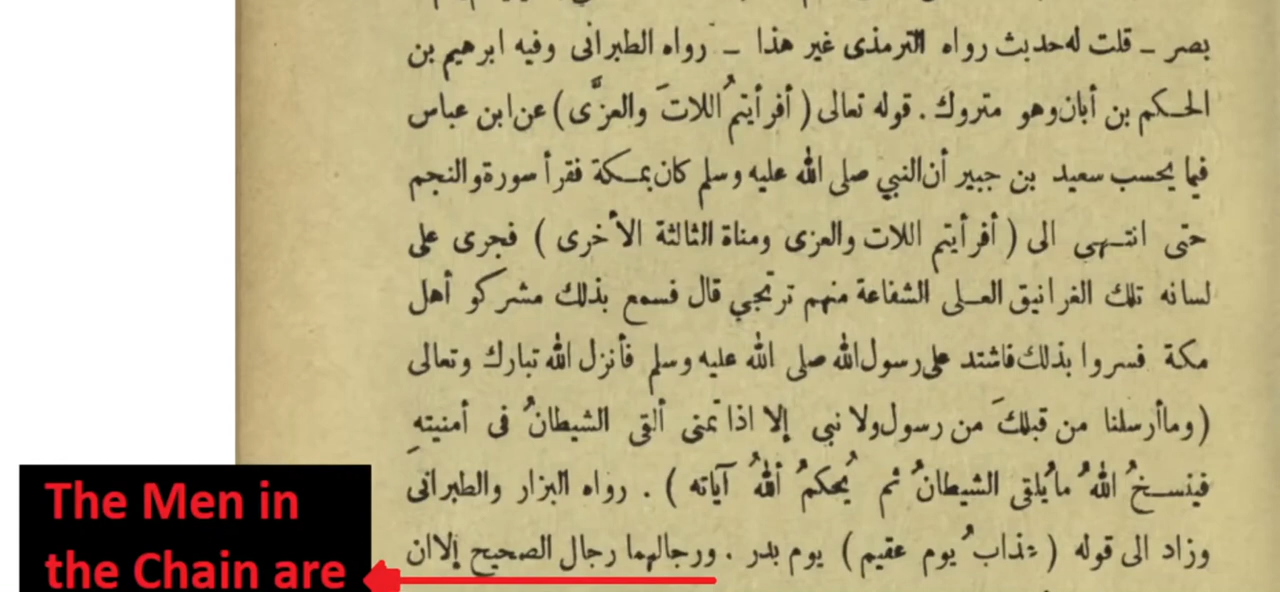 بصر ـ قلت له حديث رواه الترمذى غير هذا ـ رواه الطبرانى وفيه ابرهيم بن
الحكم بن أبان وهو متروك . قوله تعالى ( أفرأيتمُ اللاتَ والعزَّى ) عن ابن عباس
فيما يحسب سعيد بن جبير أن النبي صلى الله عليه وسلم كان بمكة فقرأ سورة والنجم
حتى انتهى الى ( أفرأيتم اللات والعزى ومناة الثالثة الأخرى ) فجرى على
لسانه تلك الغرانيق العلى الشفاعة منهم ترتجي قال فسمع بذلك مشركو أهل
مكة فسروا بذلك فاشتد على رسول الله صلى الله عليه وسلم فأنزل الله تبارك وتعالى
( وما أرسلنا من قبلكَ من رسول ولا نبى إلا اذا تمنى ألقى الشيطانُ فى أمنيتهِ
فينسخُ اللهُ ما يُلقى الشيطانُ ثم يُحكمُ اللهُ آياته ) . رواه البزار والطبرانى
وزاد الى قوله ( عذابُ يوم عقيم ) يوم بدر . ورجالهما رجال الصحيح إلا ان
The Men in
the Chain are